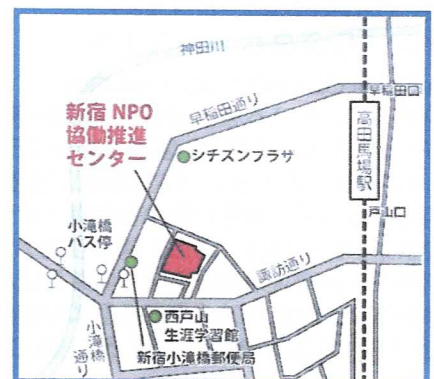 神田川
早稲田通り
早稲田口
新宿 NPO
協働推進
センター
シチズンプラザ
高田馬場駅
戸山口
小滝橋
バス停
諏訪通り
西戸山
生涯学習館
新宿小滝橋郵便局
小滝橋通り